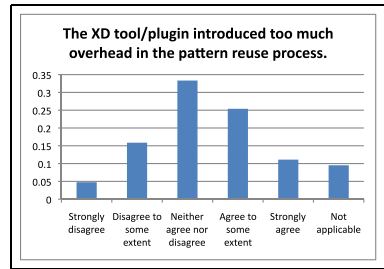 The XD tool/plugin introduced too much
overhead in the pattern reuse process.
0.35
0.3
0.25
0.2
0.15
0.1
0.05
0
Strongly disagree
Disagree to some extent
Neither agree nor disagree
Agree to some extent
Strongly agree
Not applicable